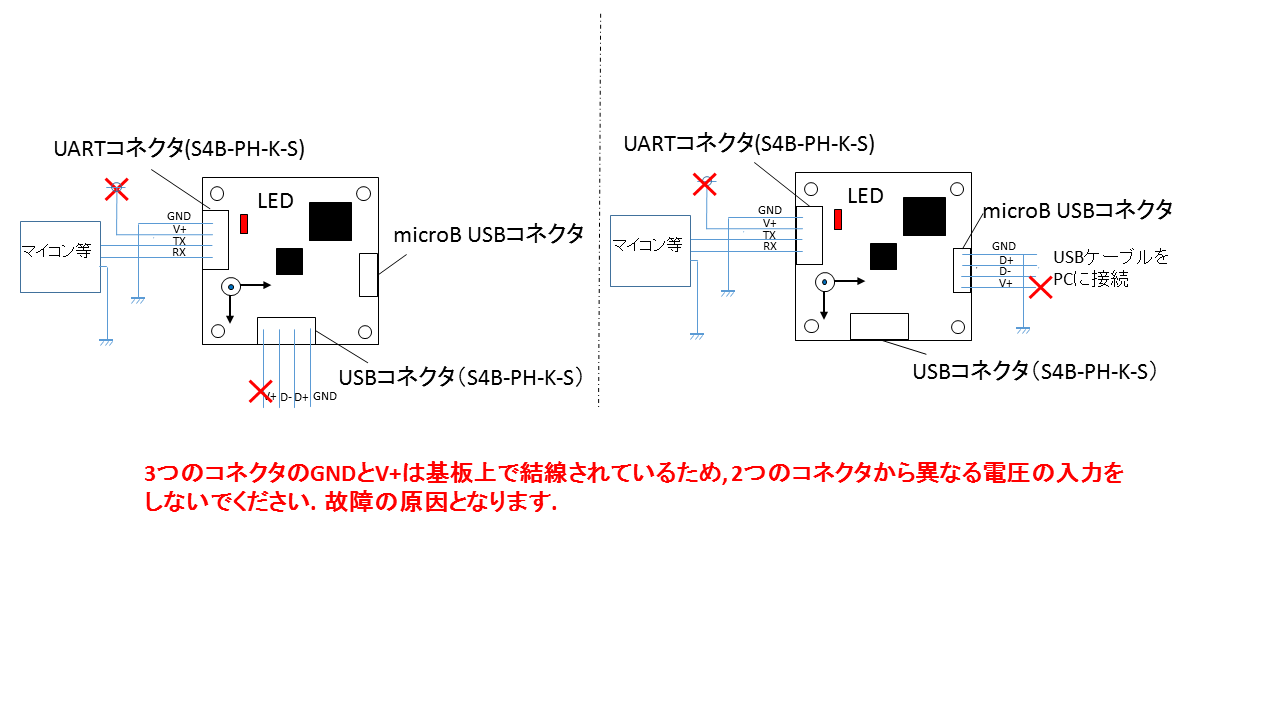 UARTコネクタ(S4B-PH-K-S)
LED
GND
V+
TX
RX
マイコン等
microB USBコネクタ
USBコネクタ（S4B-PH-K-S）
V+ D- D+ GND
UARTコネクタ(S4B-PH-K-S)
LED
GND
V+
TX
RX
マイコン等
microB USBコネクタ
GND
D+
D-
V+
USBケーブルを
PCに接続
USBコネクタ（S4B-PH-K-S）
3つのコネクタのGNDとV+は基板上で結線されているため，2つのコネクタから異なる電圧の入力を
しないでください．故障の原因となります．